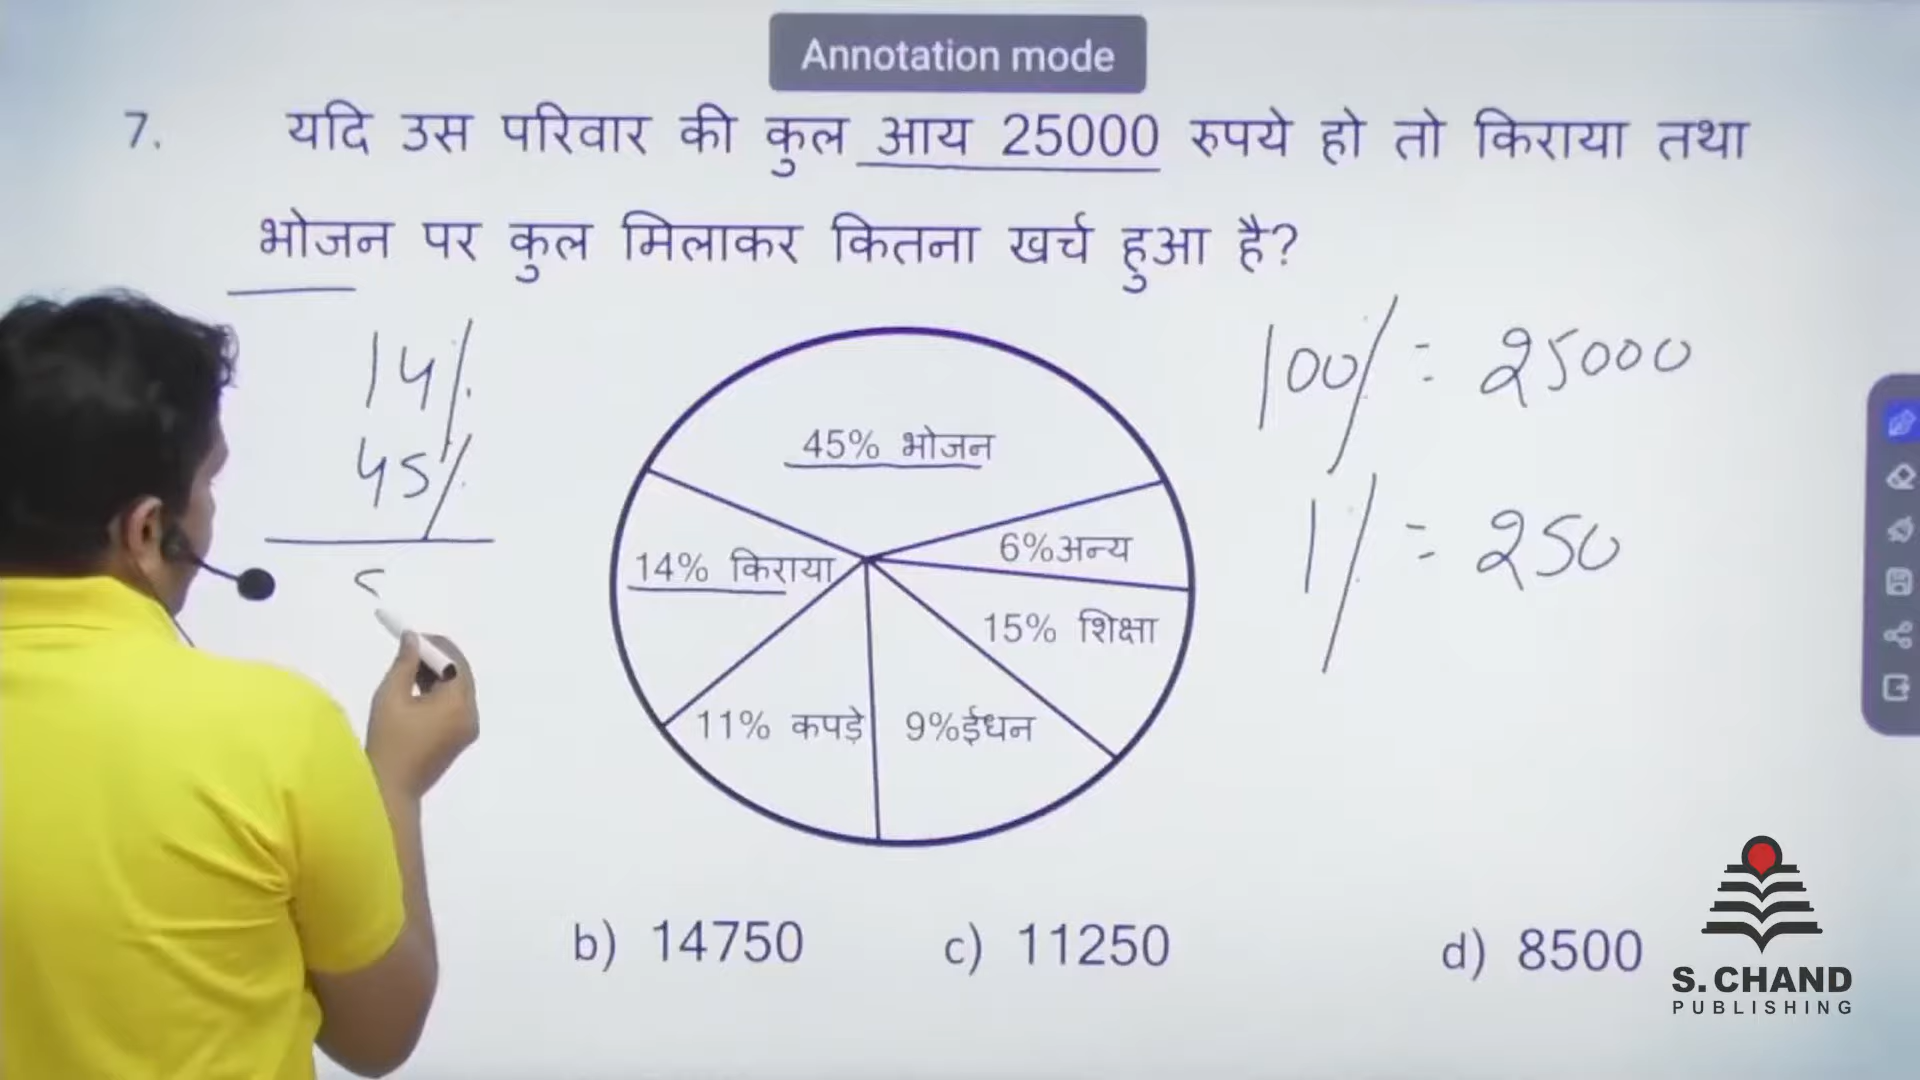 Annotation mode
7. यदि उस परिवार की कुल आय 25000 रुपये हो तो किराया तथा
भोजन पर कुल मिलाकर कितना खर्च हुआ है?
14%
45%
5
45% भोजन
14% किराया
6%अन्य
15% शिक्षा
11% कपड़े
9%ईधन
100% = 25000
1% = 250
b) 14750 c) 11250 d) 8500
S. CHAND
PUBLISHING